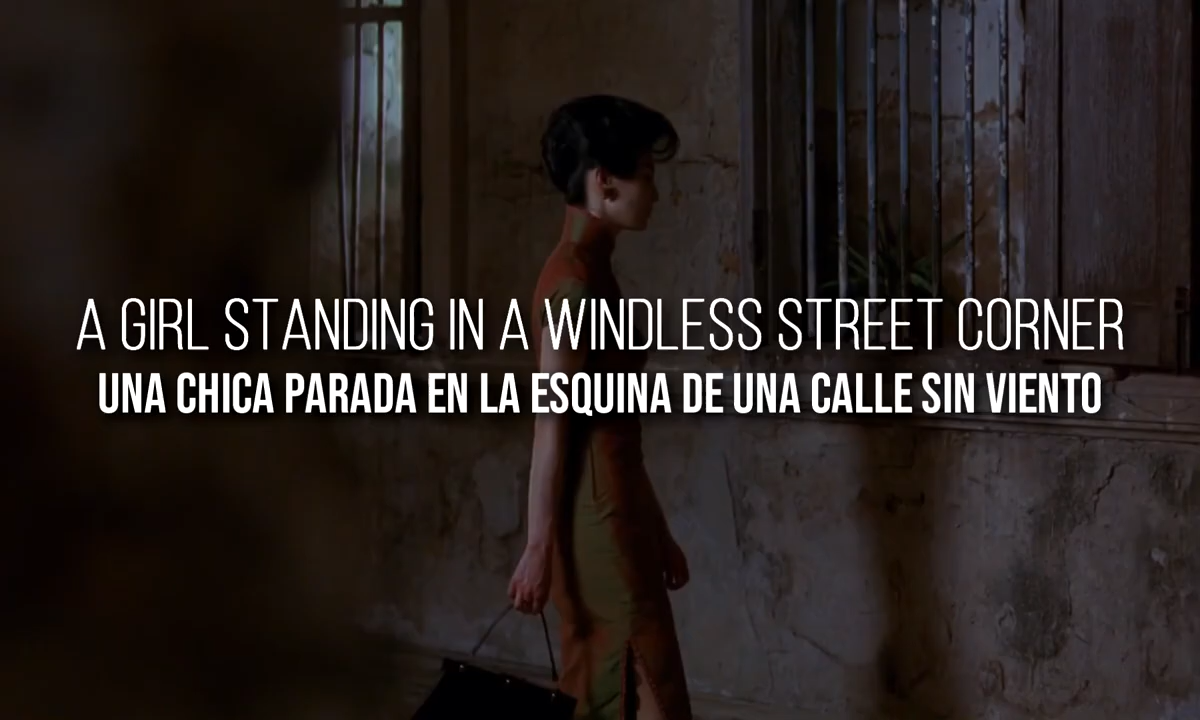 A GIRL STANDING IN A WINDLESS STREET CORNER
UNA CHICA PARADA EN LA ESQUINA DE UNA CALLE SIN VIENTO